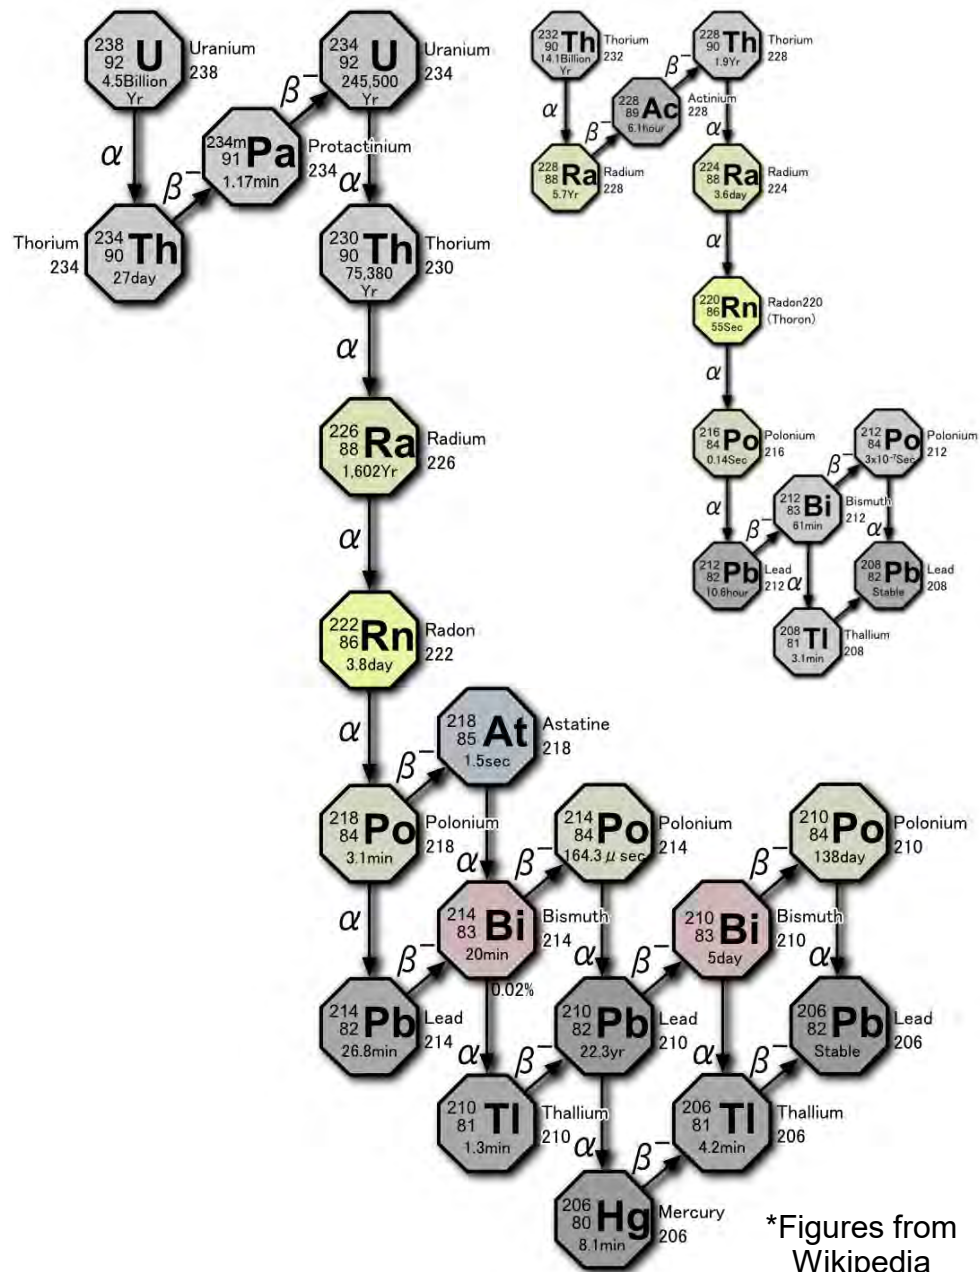 238
92 U
4.5Billion
Yr
Uranium
238
α
Thorium
234
234
90 Th
27day
β⁻
234m
91 Pa
1.17min
Protactinium
234
β⁻
234
92 U
245,500
Yr
Uranium
234
α
230
90 Th
75,380
Yr
Thorium
230
α
226
88 Ra
1,602Yr
Radium
226
α
222
86 Rn
3.8day
Radon
222
α
218
84 Po
3.1min
Polonium
218
β⁻
218
85 At
1.5sec
Astatine
218
α
α
214
82 Pb
26.8min
Lead
214
β⁻
214
83 Bi
20min
Bismuth
214
0.02%
β⁻
214
84 Po
164.3 μ sec
Polonium
214
α
α
210
81 Tl
1.3min
Thallium
210
β⁻
210
82 Pb
22.3yr
Lead
210
β⁻
210
83 Bi
5day
Bismuth
210
β⁻
210
84 Po
138day
Polonium
210
α
α
206
80 Hg
8.1min
Mercury
206
β⁻
α
206
81 Tl
4.2min
Thallium
206
β⁻
206
82 Pb
Stable
Lead
206
232
90 Th
14.1Billion
Yr
Thorium
232
α
228
88 Ra
5.7Yr
Radium
228
β⁻
228
89 Ac
6.1hour
Actinium
228
β⁻
228
90 Th
1.9Yr
Thorium
228
α
224
88 Ra
3.6day
Radium
224
α
220
86 Rn
55Sec
Radon220
(Thoron)
α
216
84 Po
0.14Sec
Polonium
216
α
212
82 Pb
10.6hour
Lead
212
β⁻
212
83 Bi
61min
Bismuth
212
β⁻
212
84 Po
3x10⁻⁷Sec
Polonium
212
α
α
208
81 Tl
3.1min
Thallium
208
208
82 Pb
Stable
Lead
208
*Figures from
Wikipedia